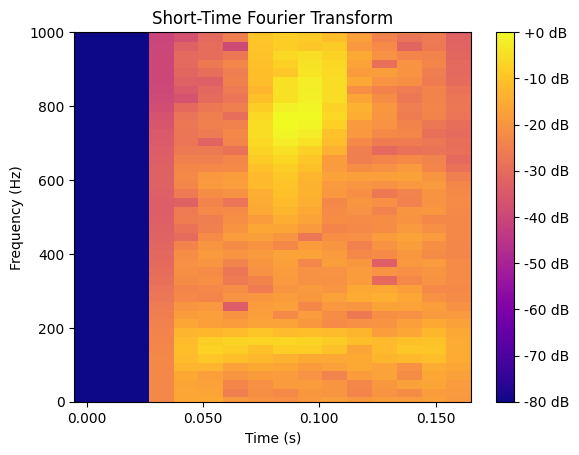 Short-Time Fourier Transform
1000
800
600
400
200
0
Frequency (Hz)
0.000
0.050
0.100
0.150
Time (s)
+0 dB
-10 dB
-20 dB
-30 dB
-40 dB
-50 dB
-60 dB
-70 dB
-80 dB